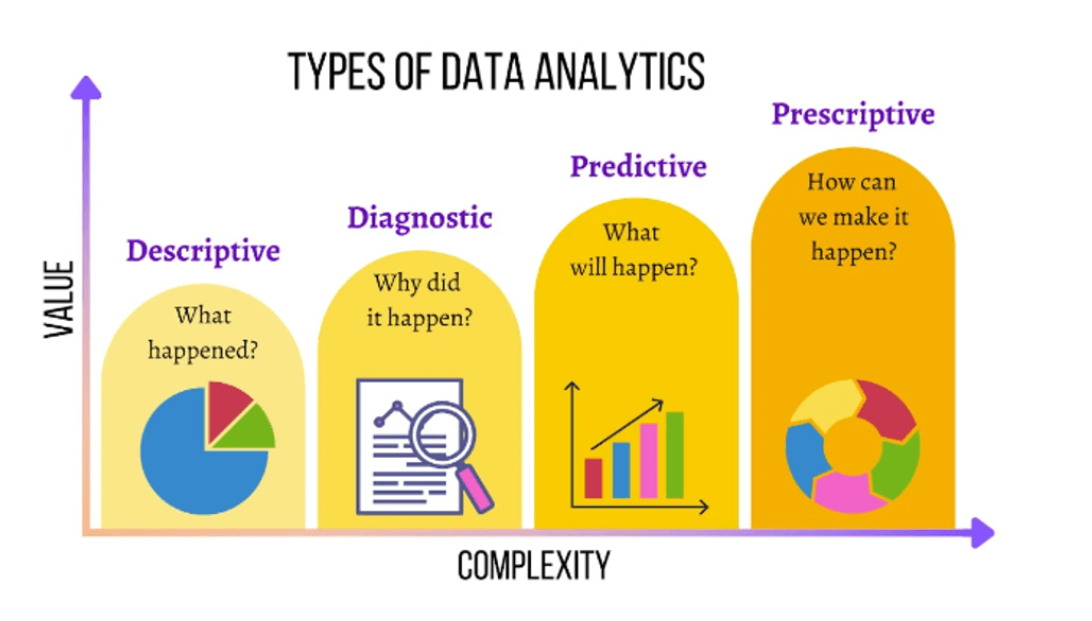 TYPES OF DATA ANALYTICS
Prescriptive
How can
we make it
happen?
Predictive
What
will happen?
Diagnostic
Why did
it happen?
Descriptive
What
happened?
VALUE
COMPLEXITY